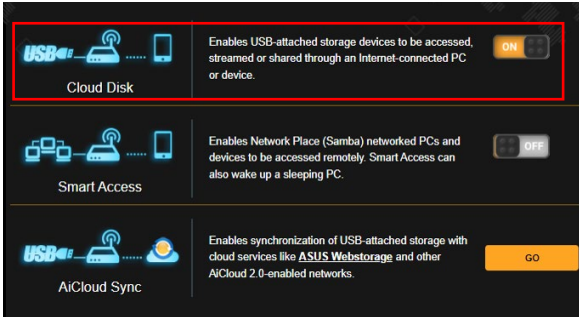 Enables USB-attached storage devices to be accessed,
USB
streamed or shared through an Internet-connected PC
ON
or device.
Cloud Disk
Enables Network Place (Samba) networked PCs and
devices to be accessed remotely. Smart Access can
OFF
also wake up a sleeping PC.
Smart Access
Enables synchronization of USB-attached storage with
USB
cloud services like ASUS Webstorage and other
GO
AiCloud 2.0-enabled networks.
AiCloud Sync